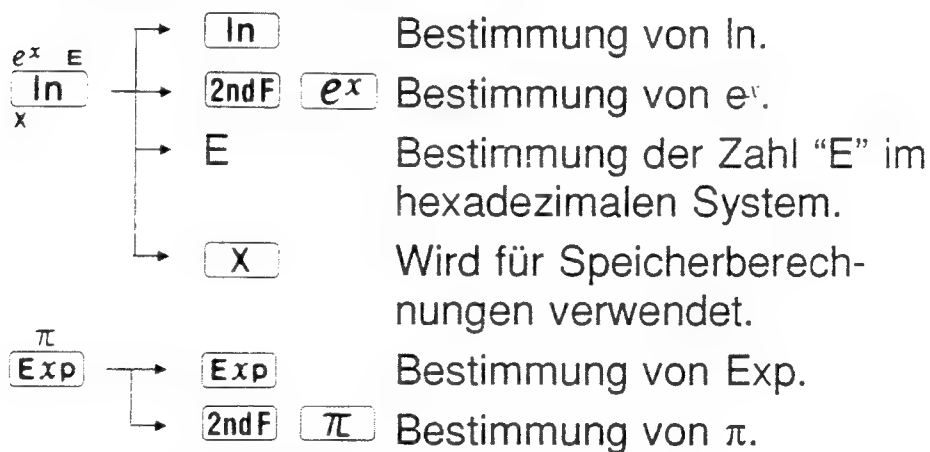 ln Bestimmung von ln.
eˣ E
ln 2ndF eˣ Bestimmung von eˣ.
X
E Bestimmung der Zahl “E” im
hexadezimalen System.
X Wird für Speicherberech-
nungen verwendet.
π
Exp Exp Bestimmung von Exp.
2ndF π Bestimmung von π.